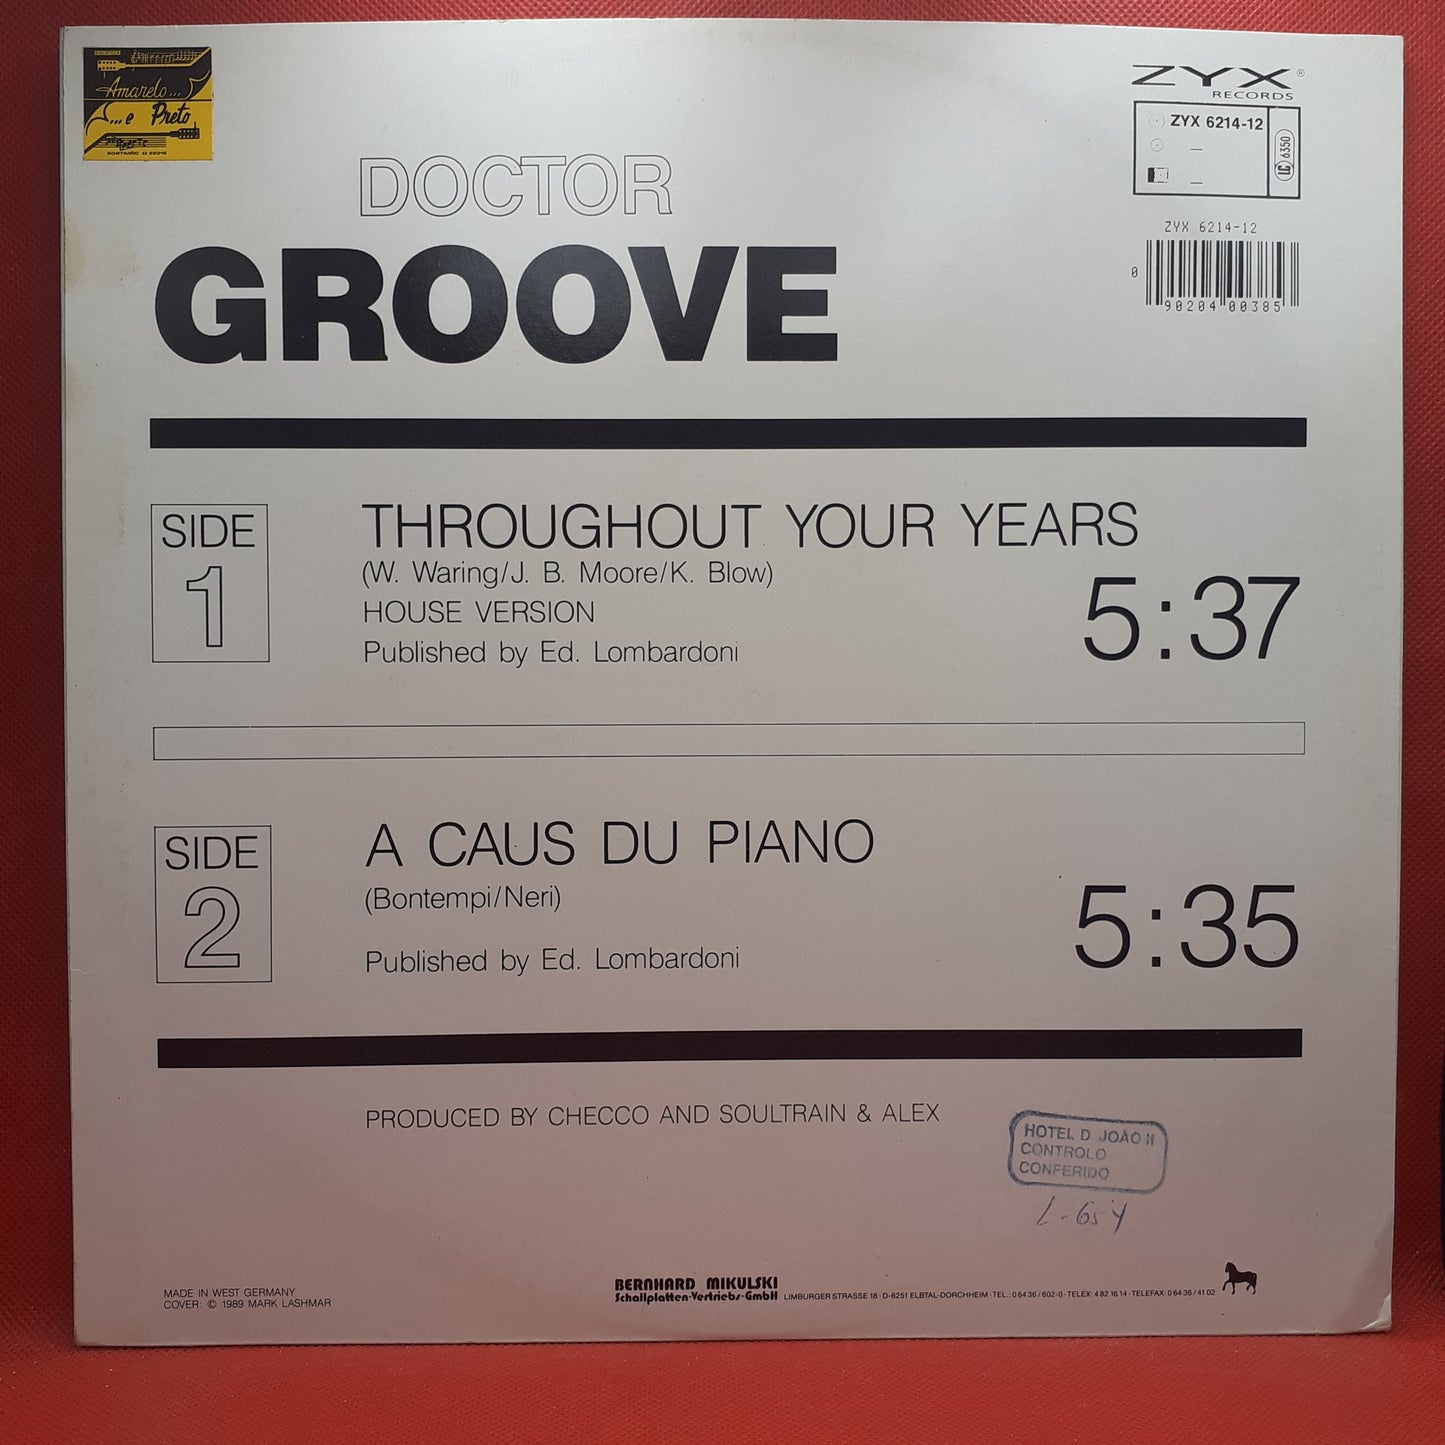 Amarelo...
...e Preto
PORTIMÃO
ZYX®
RECORDS
ZYX 6214-12
LC 6350
ZYX 6214-12
0 90204 00385
DOCTOR
GROOVE
SIDE
1
THROUGHOUT YOUR YEARS
(W. Waring/J. B. Moore/K. Blow)
HOUSE VERSION
Published by Ed. Lombardoni
5:37
SIDE
2
A CAUS DU PIANO
(Bontempi/Neri)
Published by Ed. Lombardoni
5:35
PRODUCED BY CHECCO AND SOULTRAIN & ALEX
HOTEL D JOÃO II
CONTROLO
CONFERIDO
MADE IN WEST GERMANY
COVER: © 1989 MARK LASHMAR
BERNHARD MIKULSKI
Schallplatten-Vertriebs-GmbH LIMBURGER STRASSE 18 · D-6251 ELBTAL-DORCHHEIM · TEL.: 0 64 36 / 602-0 · TELEX: 4 82 16 14 · TELEFAX: 0 64 36 / 41 02